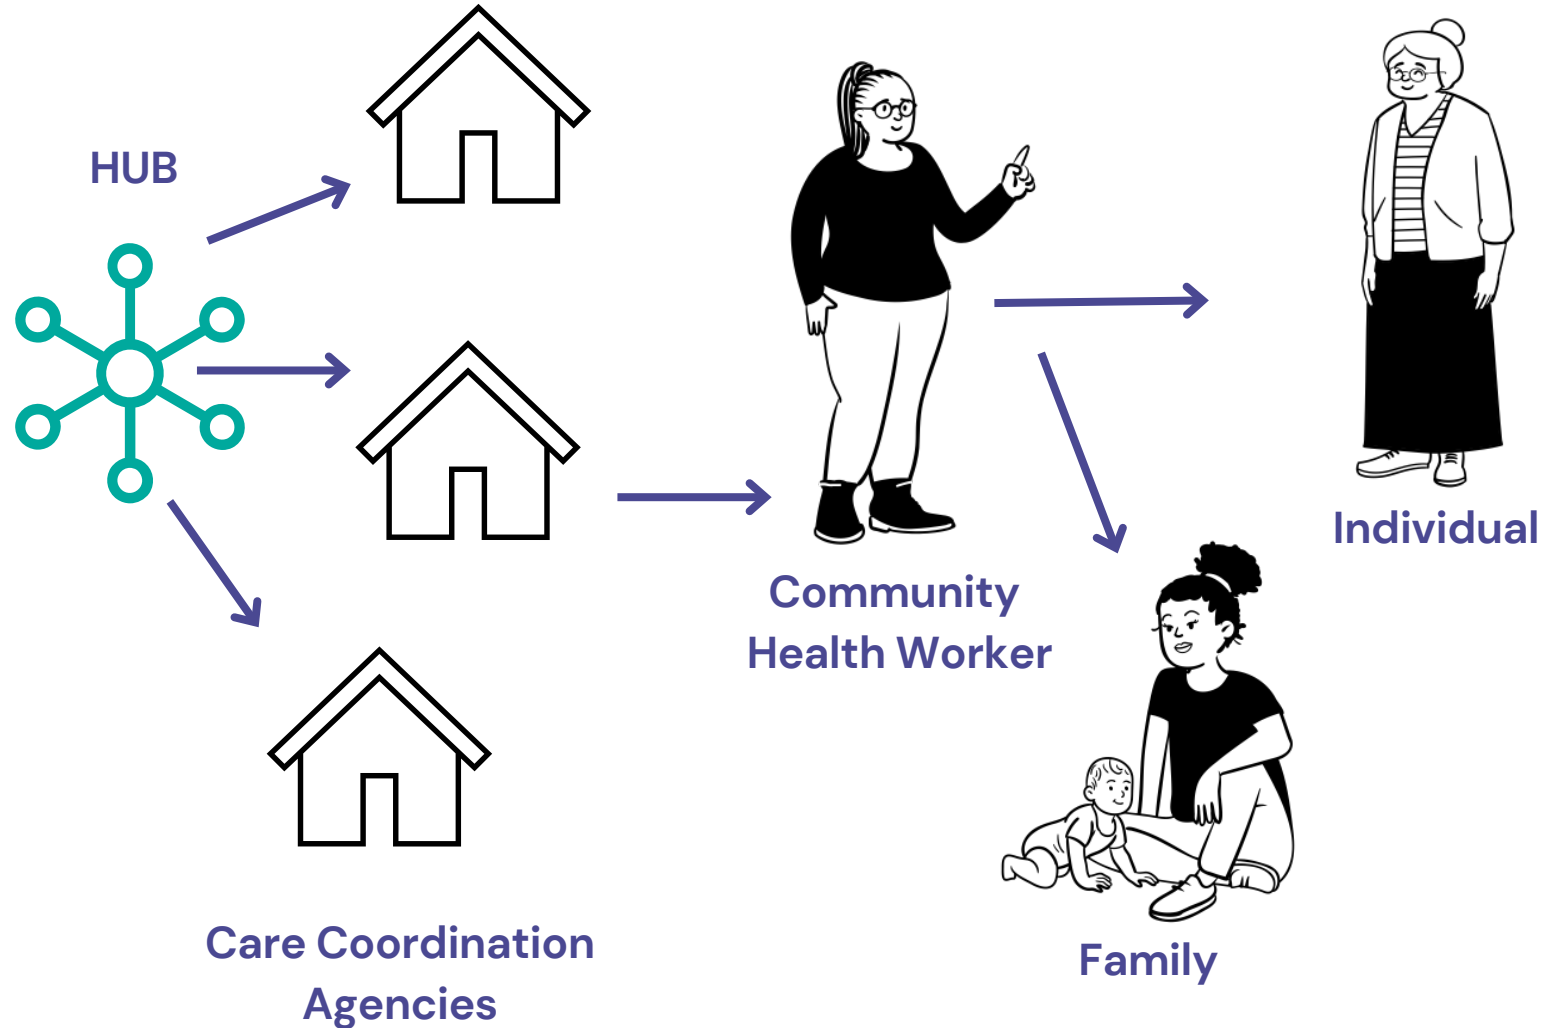 HUB
Care Coordination
Agencies
Community
Health Worker
Individual
Family